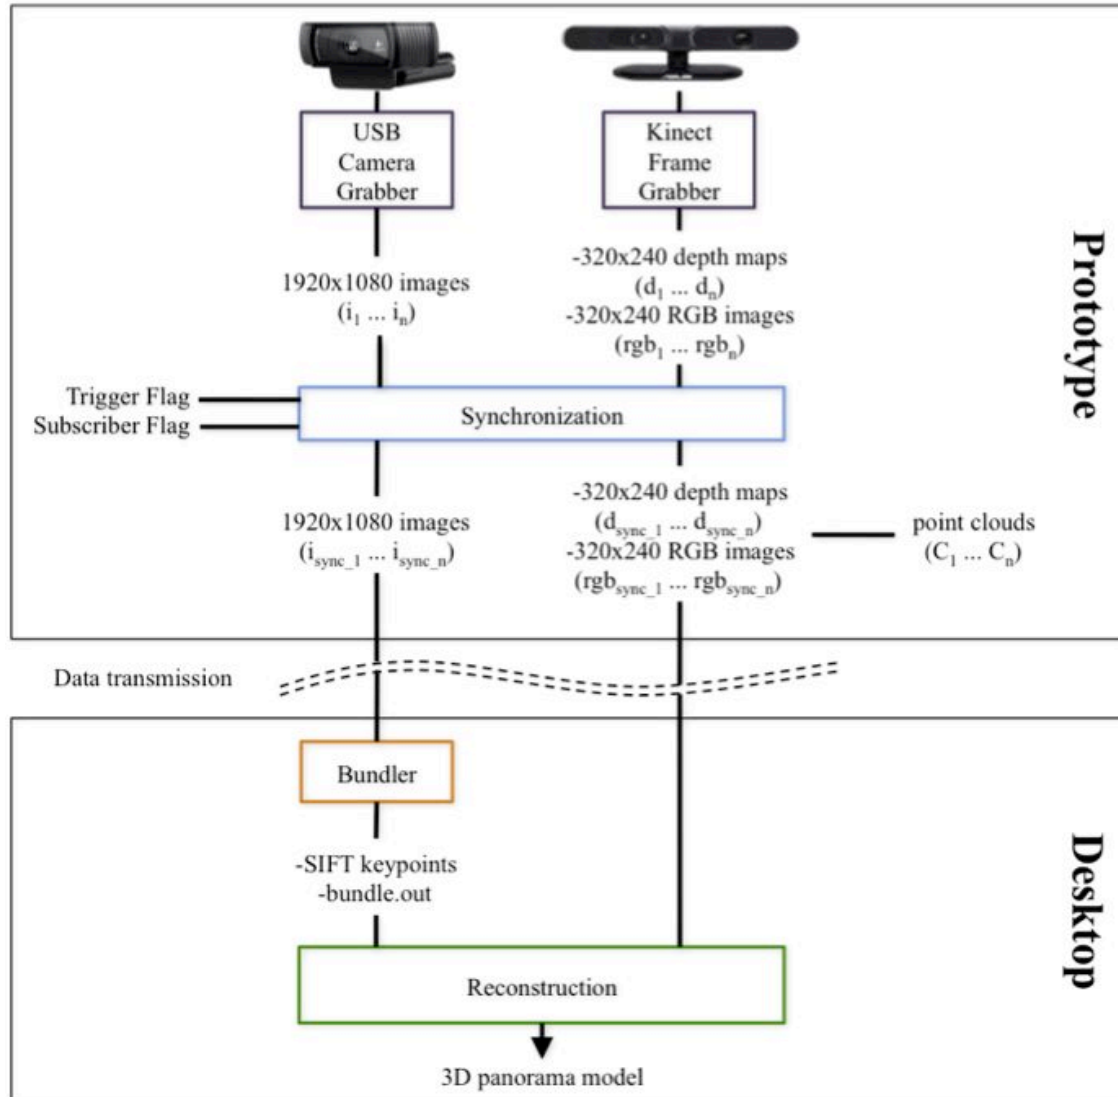 USB
Camera
Grabber
Kinect
Frame
Grabber
1920x1080 images
(i1 ... in)
-320x240 depth maps
(d1 ... dn)
-320x240 RGB images
(rgb1 ... rgbn)
Prototype
Trigger Flag
Subscriber Flag
Synchronization
1920x1080 images
(isync_1 ... isync_n)
-320x240 depth maps
(dsync_1 ... dsync_n)
-320x240 RGB images
(rgbsync_1 ... rgbsync_n)
point clouds
(C1 ... Cn)
Data transmission
Bundler
-SIFT keypoints
-bundle.out
Desktop
Reconstruction
3D panorama model